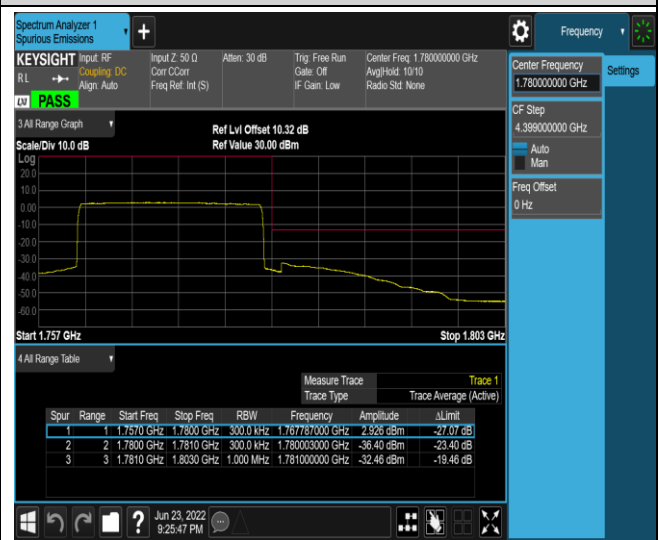 Spectrum Analyzer 1
Spurious Emissions
Frequency
KEYSIGHT Input: RF
R L
Coupling: DC
Align: Auto
Input Z: 50 Ω
Corr CCorr
Freq Ref: Int (S)
Atten: 30 dB
Trig: Free Run
Gate: Off
IF Gain: Low
Center Freq: 1.780000000 GHz
Avg|Hold: 10/10
Radio Std: None
LXI PASS
Center Frequency
1.780000000 GHz
Settings
CF Step
4.399000000 GHz
Auto
Man
Freq Offset
0 Hz
3 All Range Graph
Ref Lvl Offset 10.32 dB
Scale/Div 10.0 dB
Ref Value 30.00 dBm
Log
20.0
10.0
0.00
-10.0
-20.0
-30.0
-40.0
-50.0
-60.0
Start 1.757 GHz
Stop 1.803 GHz
4 All Range Table
Measure Trace Trace 1
Trace Type Trace Average (Active)
Spur Range Start Freq Stop Freq RBW Frequency Amplitude ΔLimit
1 1 1.7570 GHz 1.7800 GHz 300.0 kHz 1.767787000 GHz 2.926 dBm -27.07 dB
2 2 1.7800 GHz 1.7810 GHz 300.0 kHz 1.780003000 GHz -36.40 dBm -23.40 dB
3 3 1.7810 GHz 1.8030 GHz 1.000 MHz 1.781000000 GHz -32.46 dBm -19.46 dB
Jun 23, 2022
9:25:47 PM